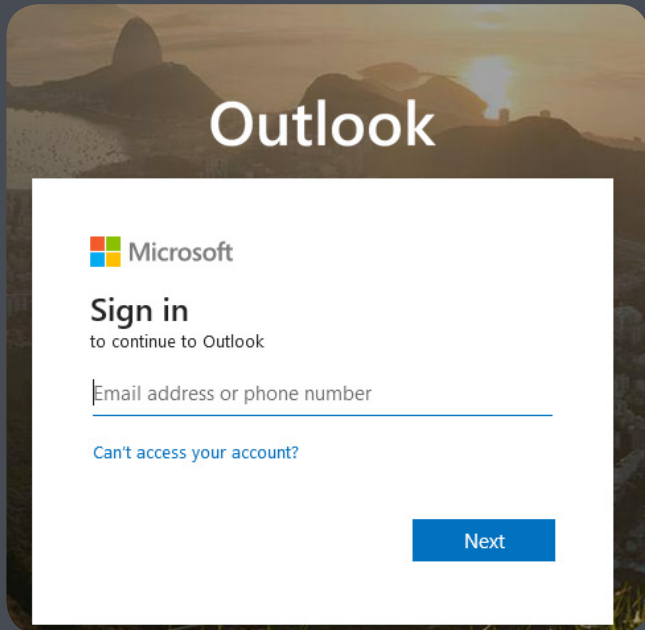 Outlook
Microsoft
Sign in
to continue to Outlook
Email address or phone number
Can't access your account?
Next